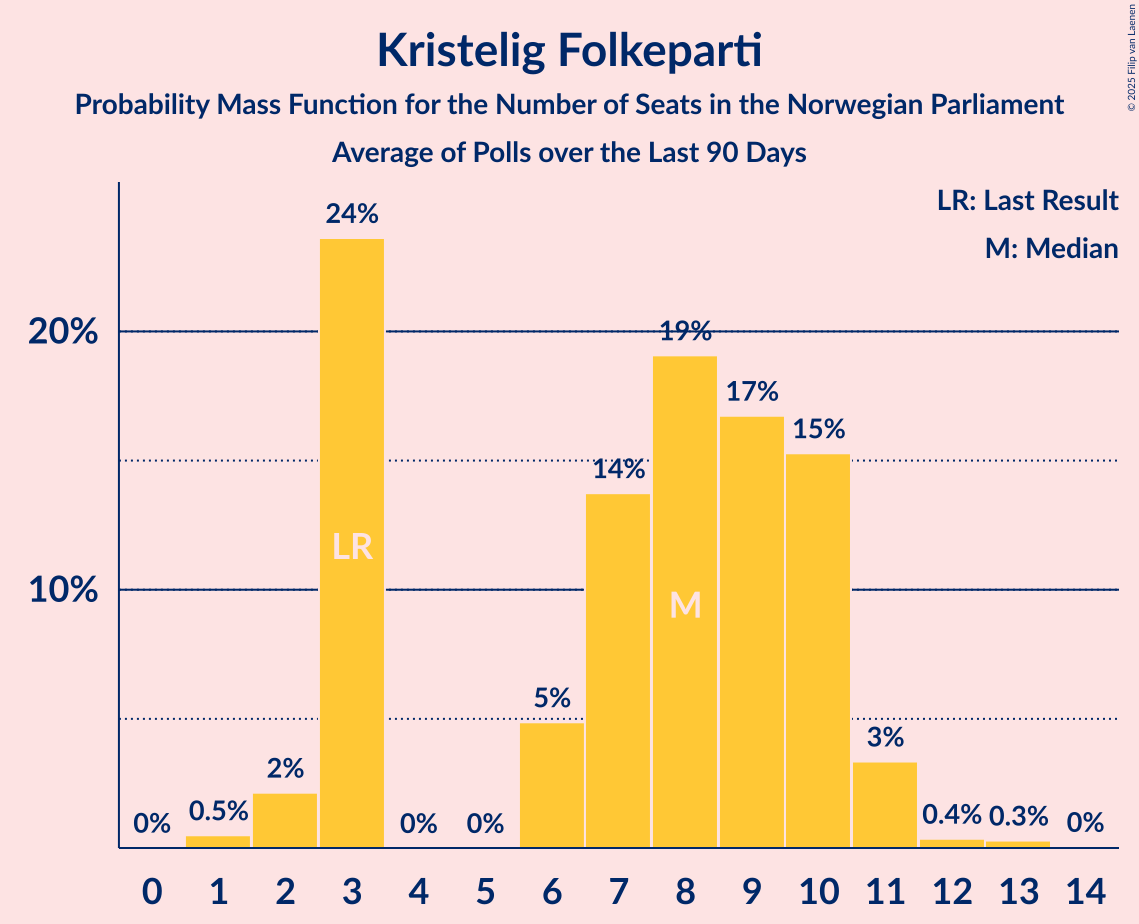 Kristelig Folkeparti
Probability Mass Function for the Number of Seats in the Norwegian Parliament
Average of Polls over the Last 90 Days
© 2025 Filip van Laenen
LR: Last Result
M: Median
20%
10%
0%
0.5%
2%
24%
0%
0%
5%
14%
19%
17%
15%
3%
0.4%
0.3%
0%
LR
M
0 1 2 3 4 5 6 7 8 9 10 11 12 13 14